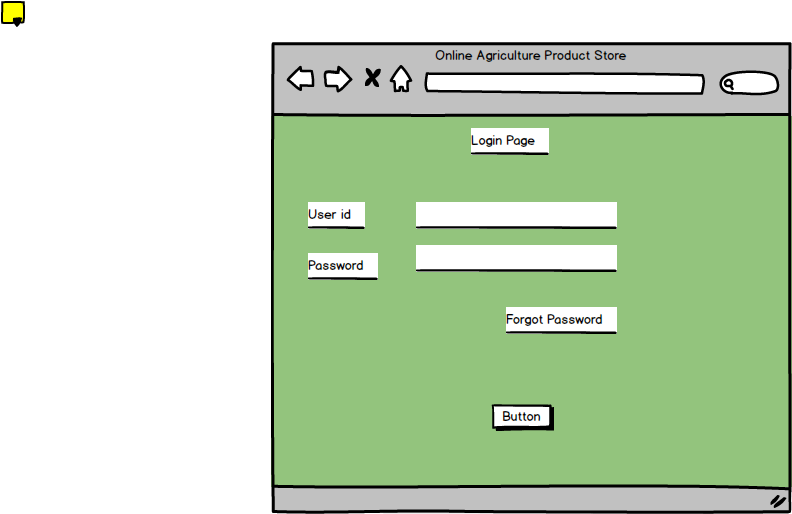 Online Agriculture Product Store
Login Page
User id
Password
Forgot Password
Button